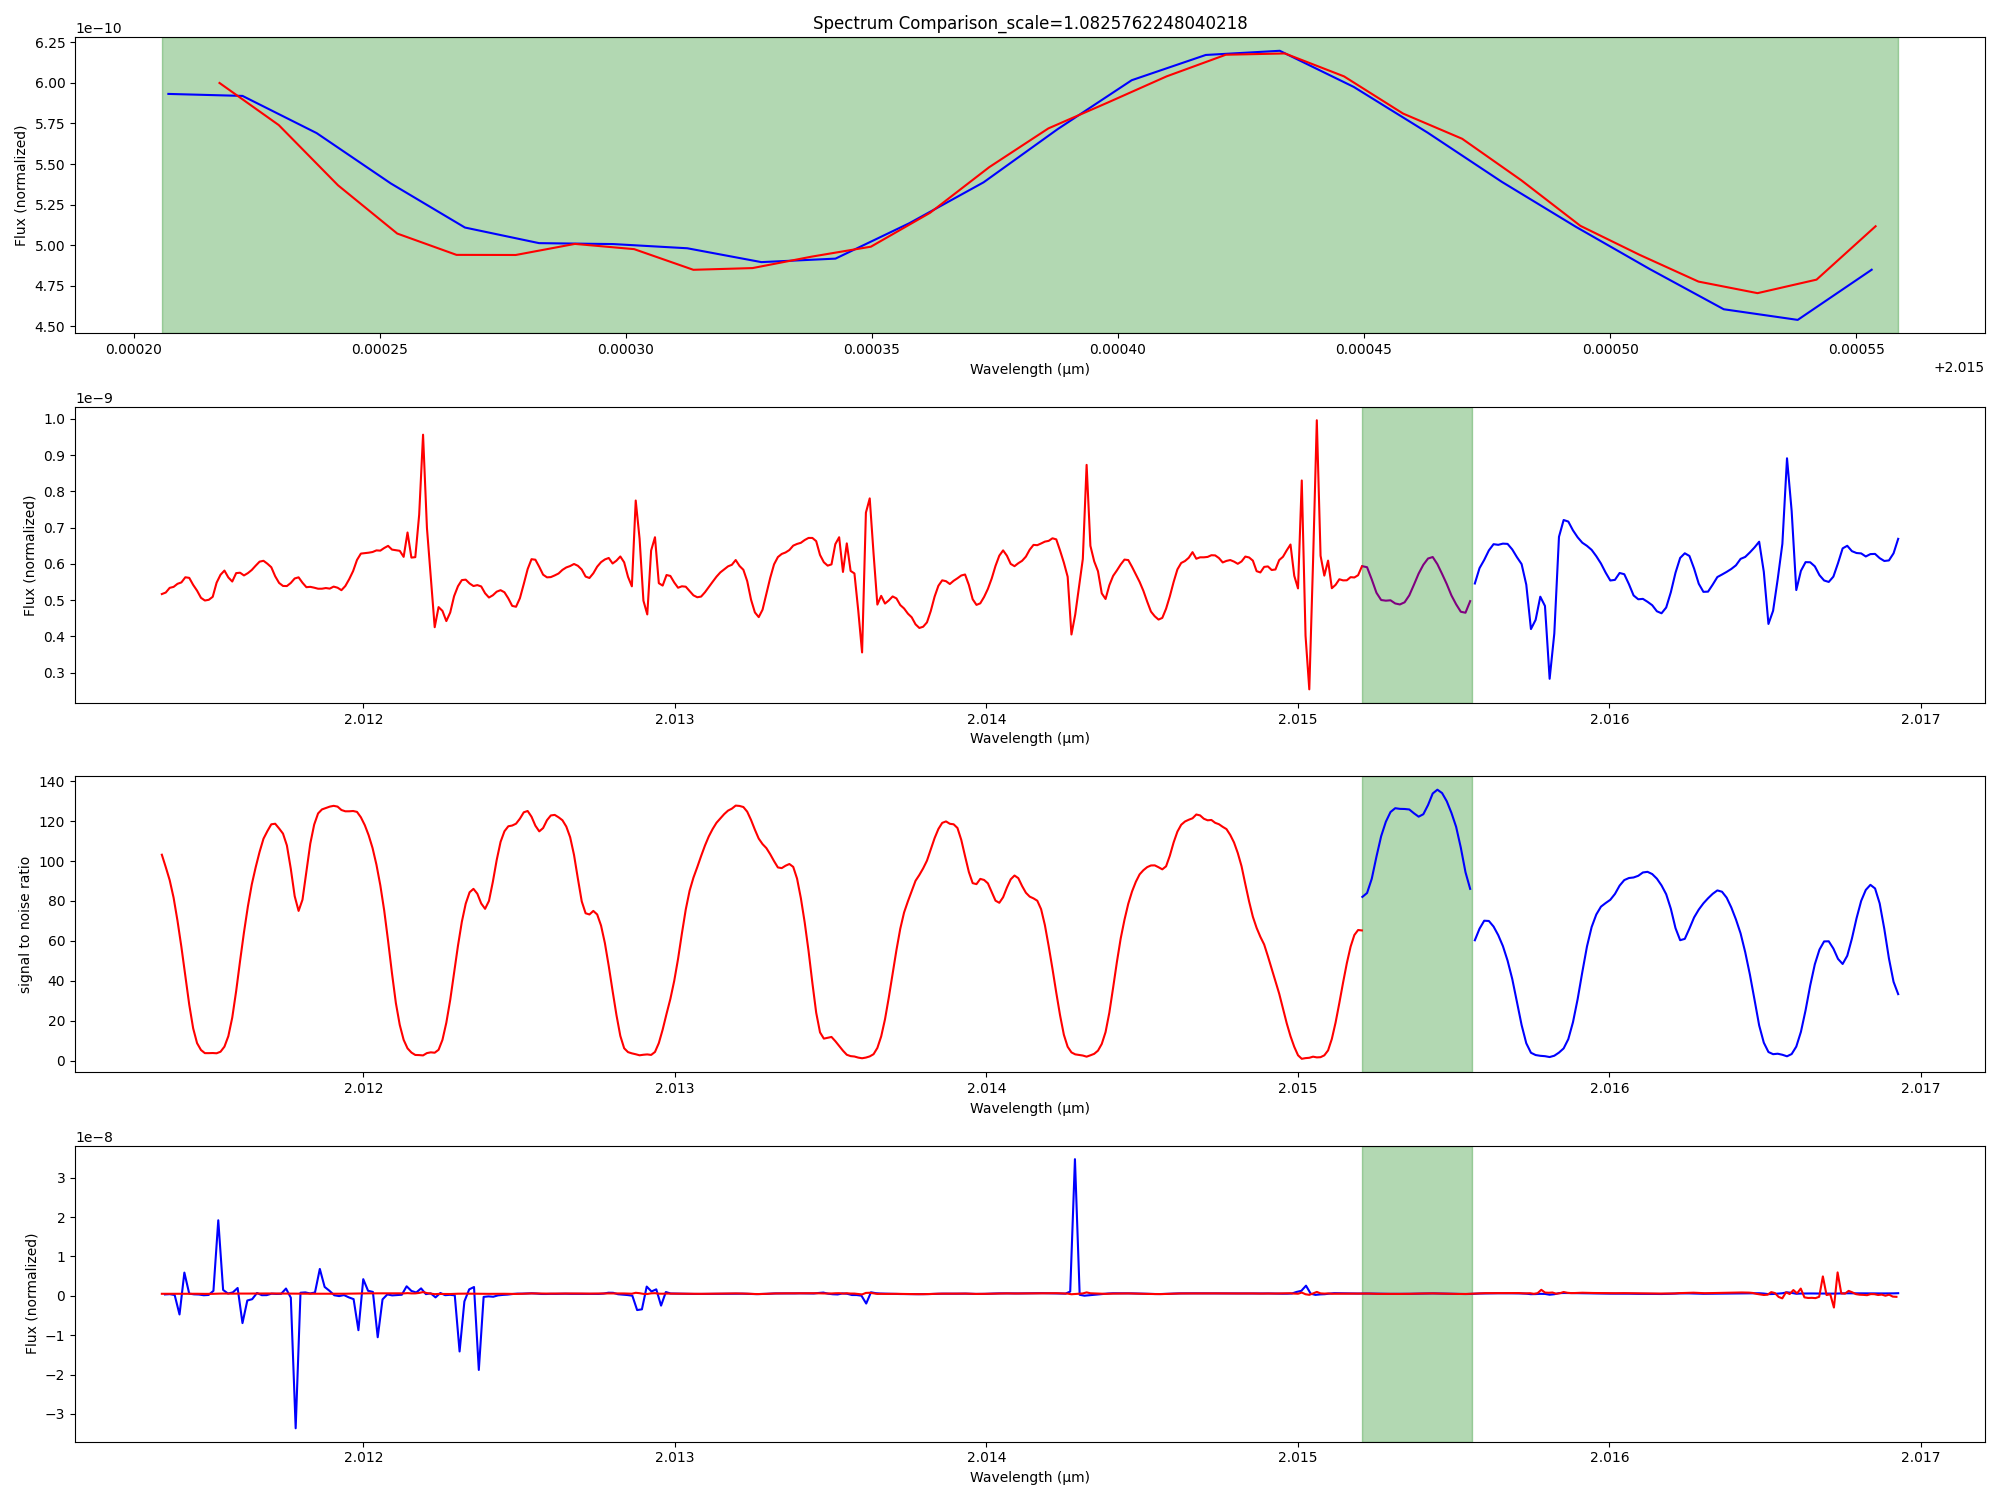 Spectrum Comparison_scale=1.0825762248040218
1e−10
6.25
6.00
5.75
5.50
5.25
5.00
4.75
4.50
Flux (normalized)
0.00020 0.00025 0.00030 0.00035 0.00040 0.00045 0.00050 0.00055
+2.015
Wavelength (μm)
1e−9
1.0
0.9
0.8
0.7
0.6
0.5
0.4
0.3
Flux (normalized)
2.012 2.013 2.014 2.015 2.016 2.017
Wavelength (μm)
140
120
100
80
60
40
20
0
signal to noise ratio
2.012 2.013 2.014 2.015 2.016 2.017
Wavelength (μm)
1e−8
3
2
1
0
−1
−2
−3
Flux (normalized)
2.012 2.013 2.014 2.015 2.016 2.017
Wavelength (μm)